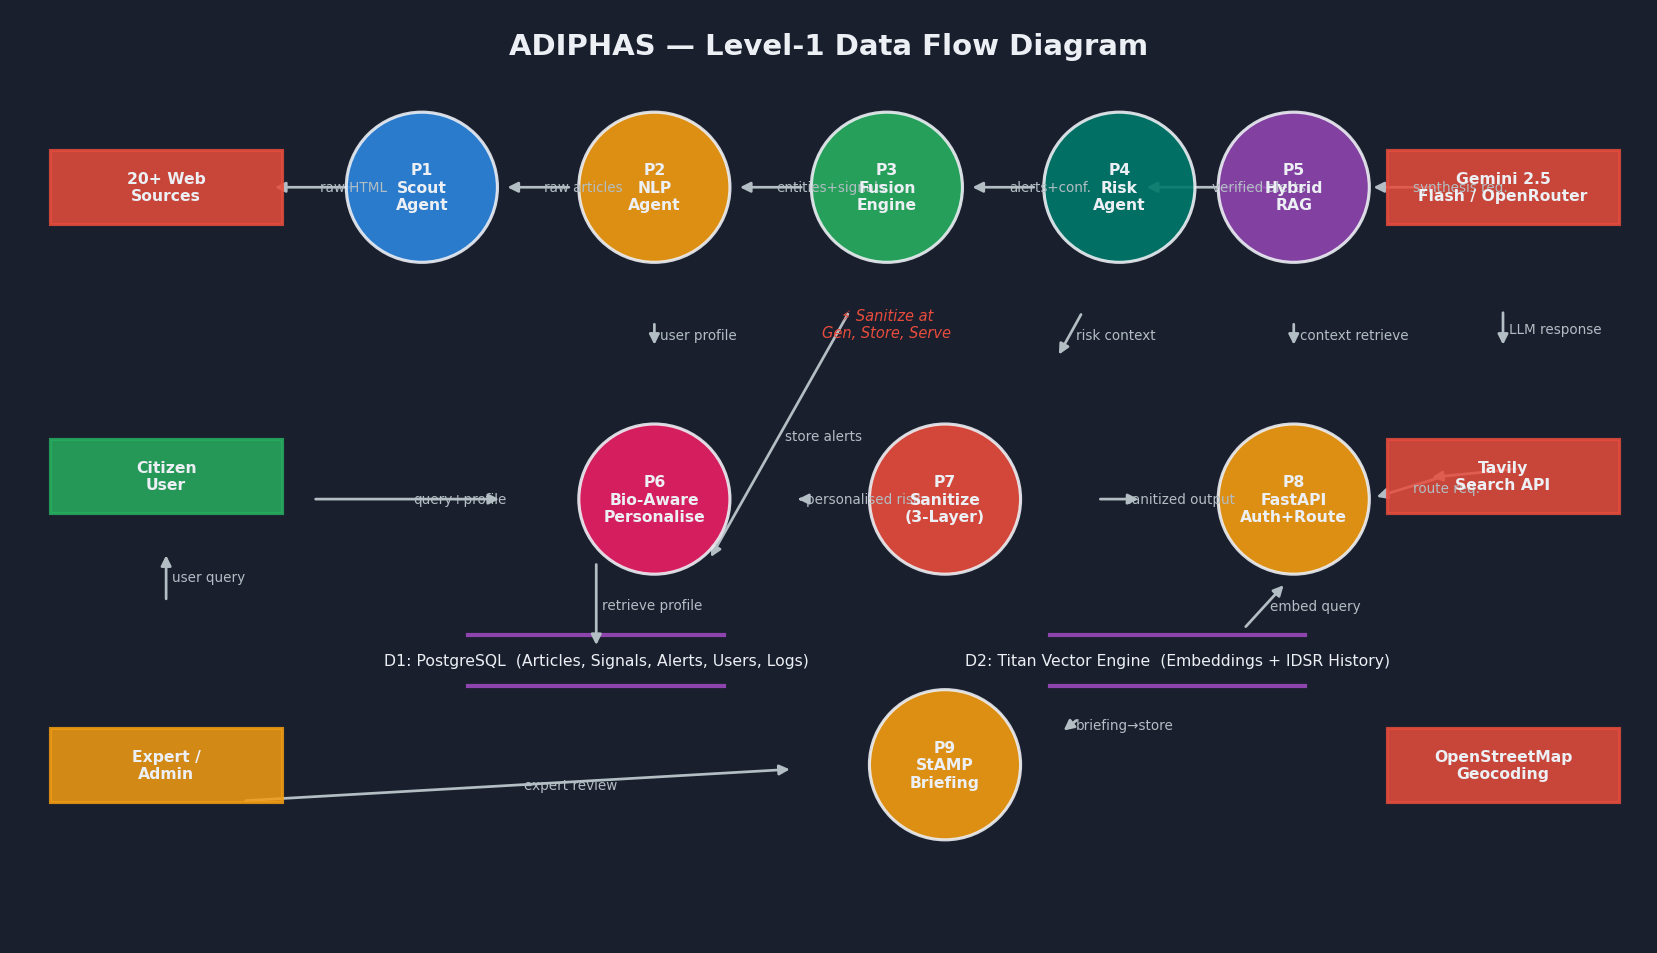 ADIPHAS — Level-1 Data Flow Diagram
20+ Web
Sources
raw HTML
P1
Scout
Agent
raw articles
P2
NLP
Agent
entities+signals
P3
Fusion
Engine
alerts+conf.
P4
Risk
Agent
verified alerts
P5
Hybrid
RAG
synthesis req.
Gemini 2.5
Flash / OpenRouter
user profile
⚡ Sanitize at
Gen, Store, Serve
risk context
context retrieve
LLM response
store alerts
Citizen
User
query+profile
P6
Bio-Aware
Personalise
personalised risk
P7
Sanitize
(3-Layer)
sanitized output
P8
FastAPI
Auth+Route
route req.
Tavily
Search API
user query
retrieve profile
embed query
D1: PostgreSQL  (Articles, Signals, Alerts, Users, Logs)
D2: Titan Vector Engine  (Embeddings + IDSR History)
briefing→store
Expert /
Admin
expert review
P9
StAMP
Briefing
OpenStreetMap
Geocoding